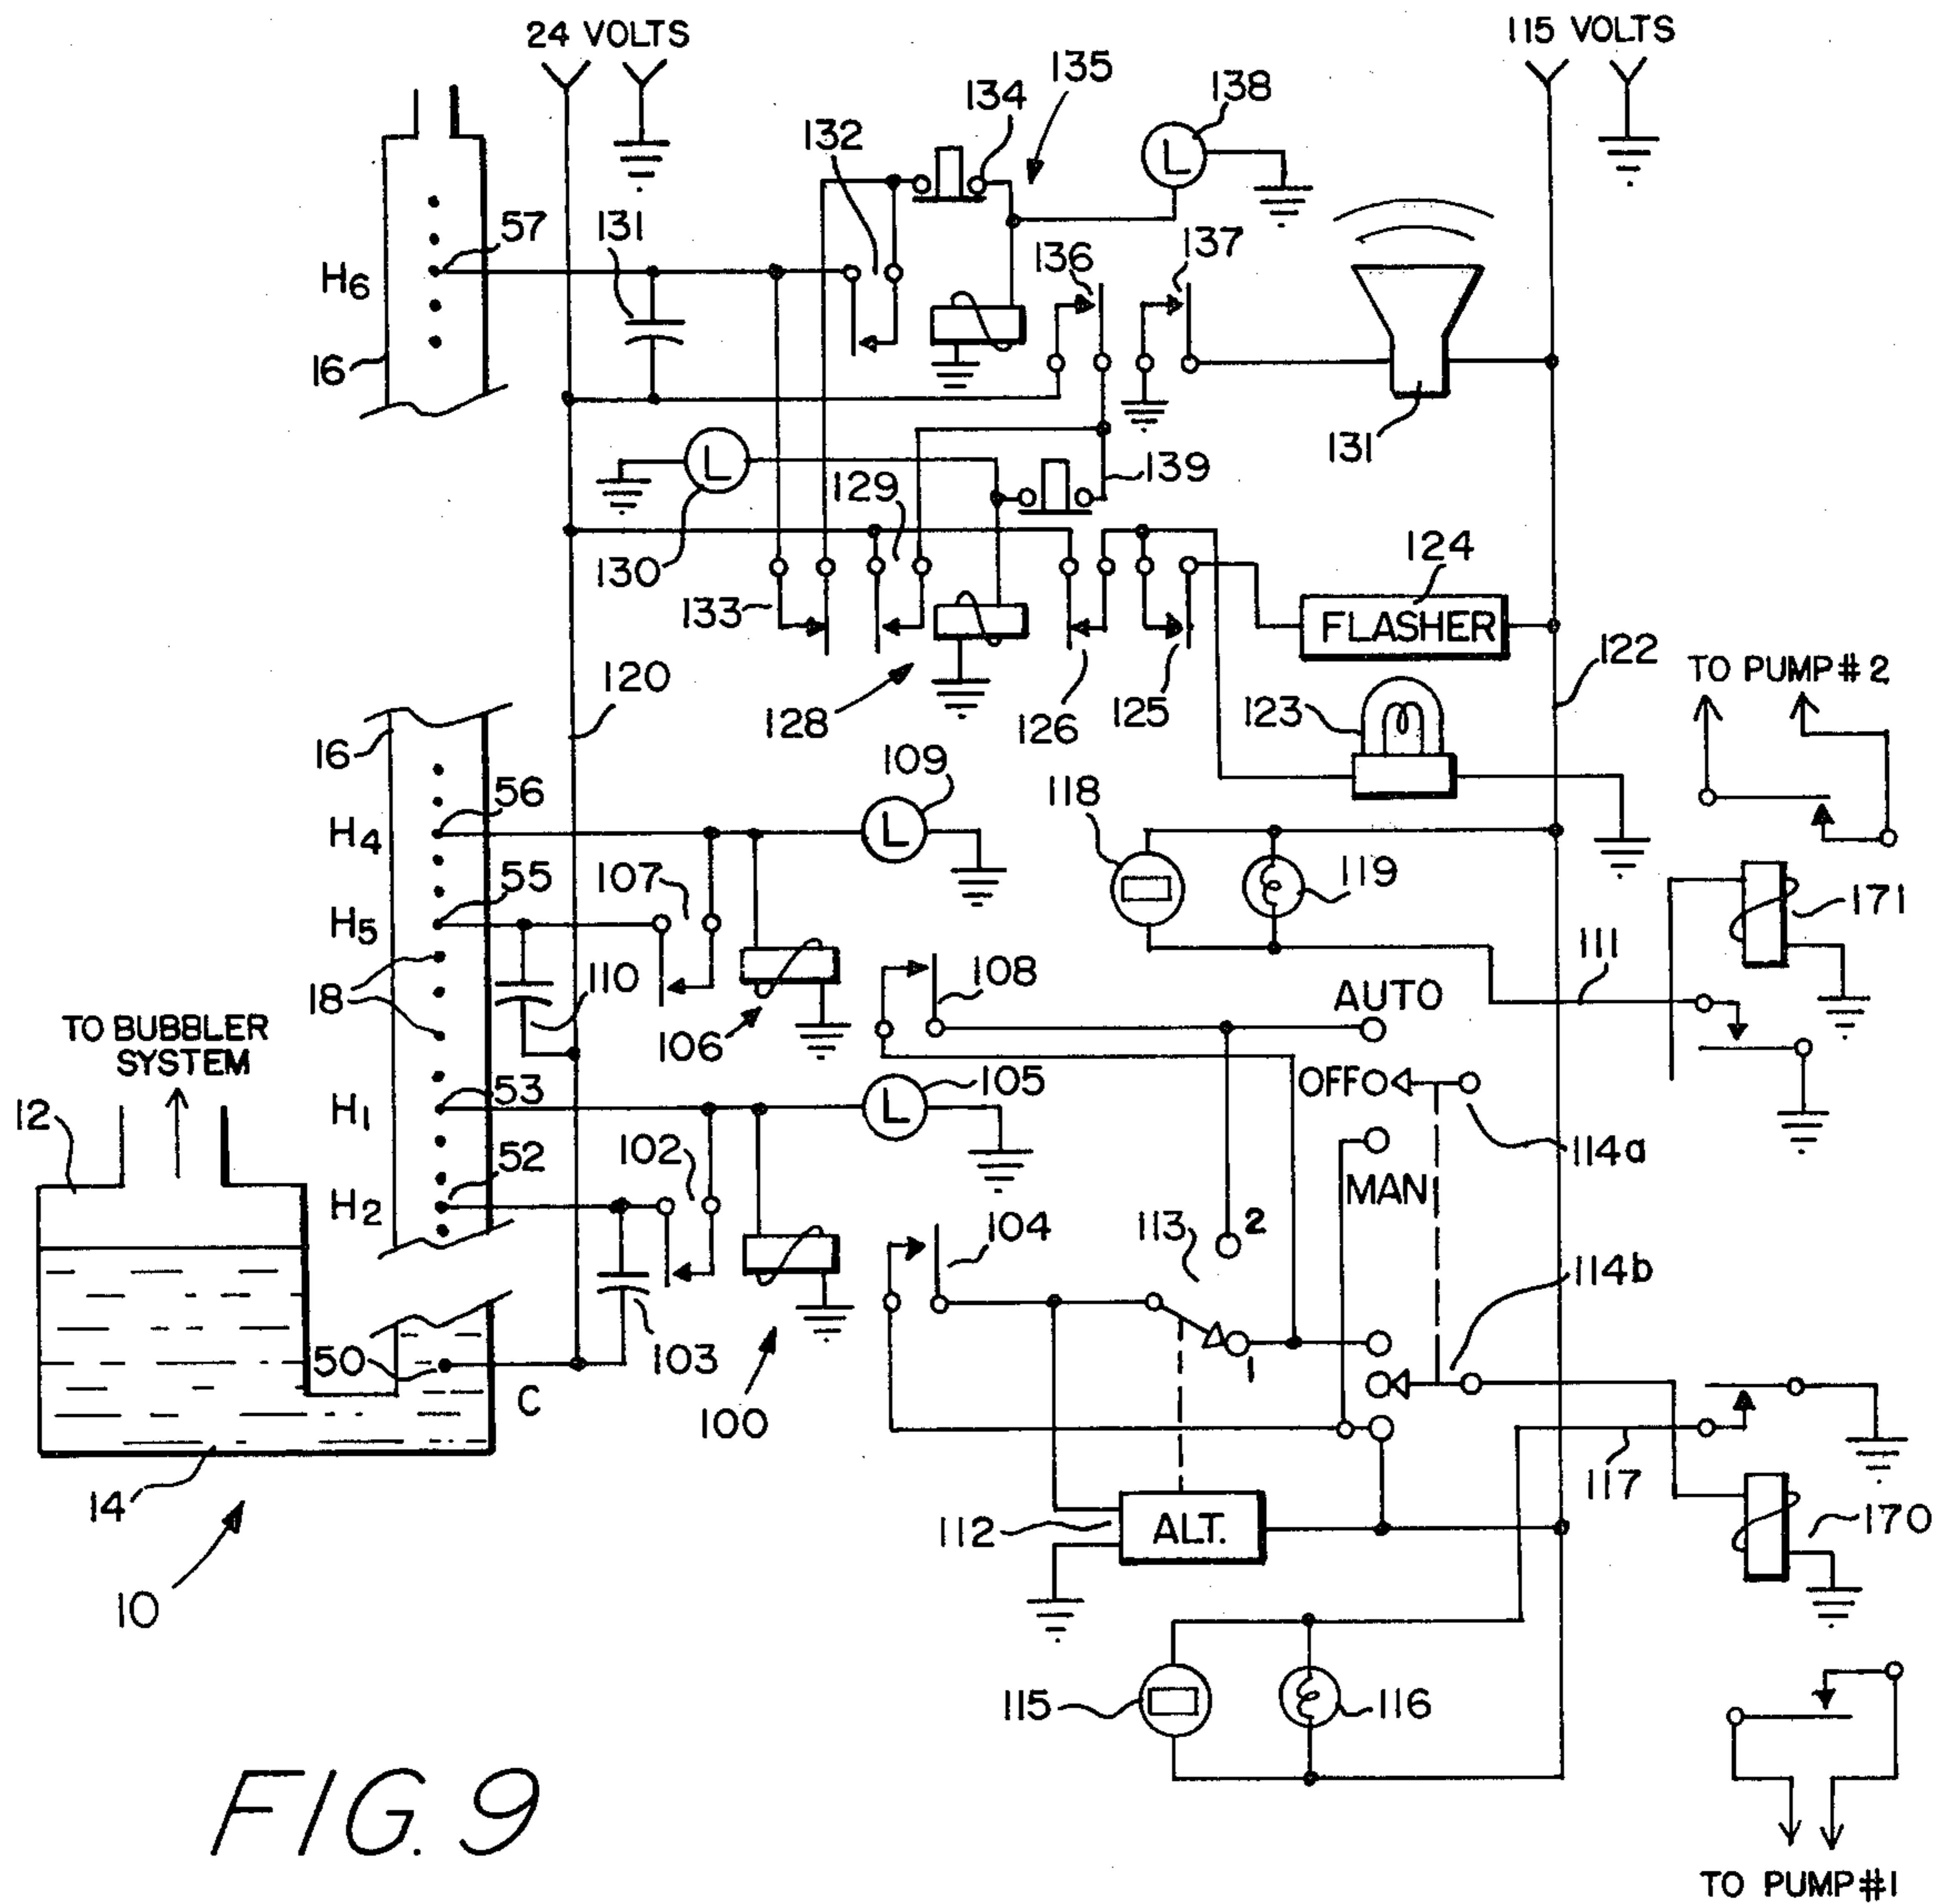 24 VOLTS
115 VOLTS
135
134
138
132
L
57
131
136
137
H6
16
131
L
139
129
130
124
133
FLASHER
122
120
TO PUMP #2
128
126
125
123
16
109
56
118
H4
L
55
107
119
171
H5
111
108
18
110
AUTO
TO BUBBLER
SYSTEM
106
53
105
OFF
12
H1
L
52
102
114a
MAN
H2
104
113
2
114b
50
103
1
C
100
117
14
112
ALT.
170
10
115
116
FIG. 9
TO PUMP #1